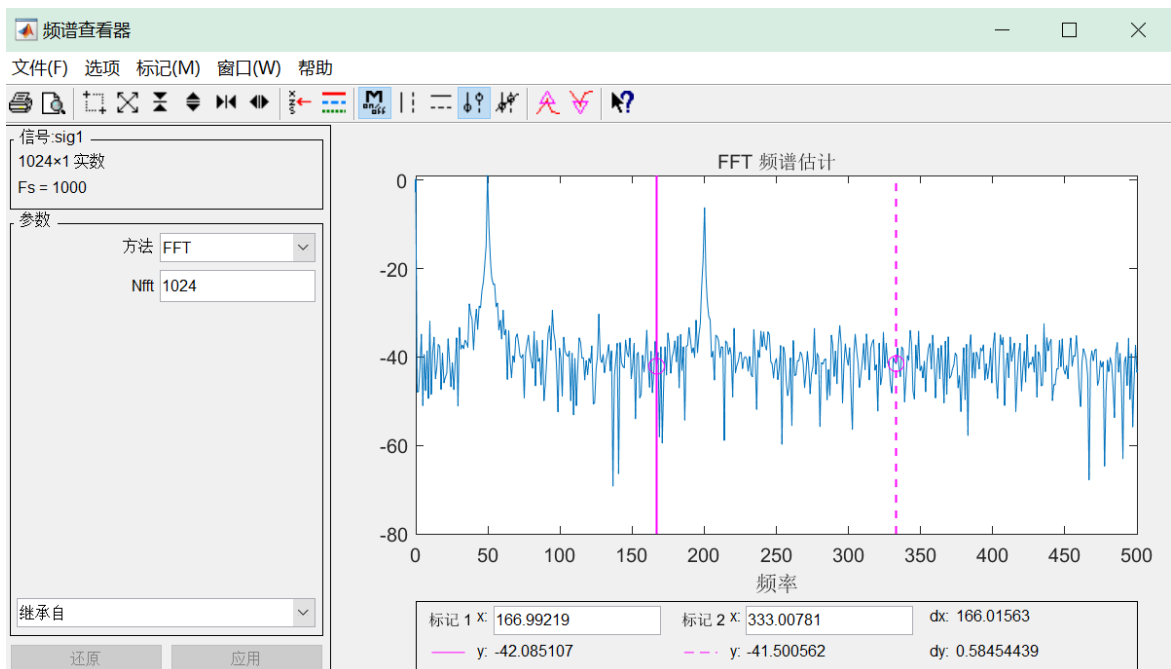 频谱查看器
文件(F) 选项 标记(M) 窗口(W) 帮助
信号:sig1
1024×1 实数
Fs = 1000
参数
方法 FFT
Nfft 1024
继承自
还原 应用
FFT 频谱估计
0
-20
-40
-60
-80
0 50 100 150 200 250 300 350 400 450 500
频率
标记 1 x: 166.99219 标记 2 x: 333.00781 dx: 166.01563
y: -42.085107 y: -41.500562 dy: 0.58454439